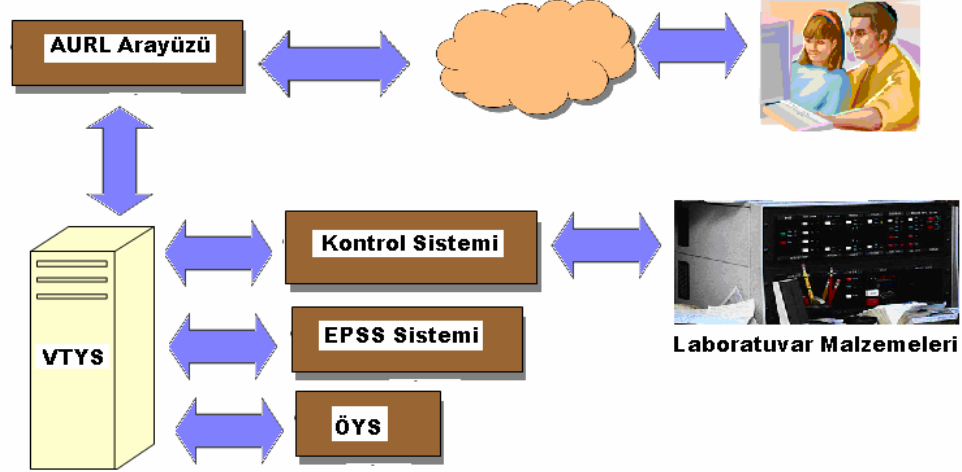 AURL Arayüzü
Kontrol Sistemi
EPSS Sistemi
VTYS
Laboratuvar Malzemeleri
ÖYS